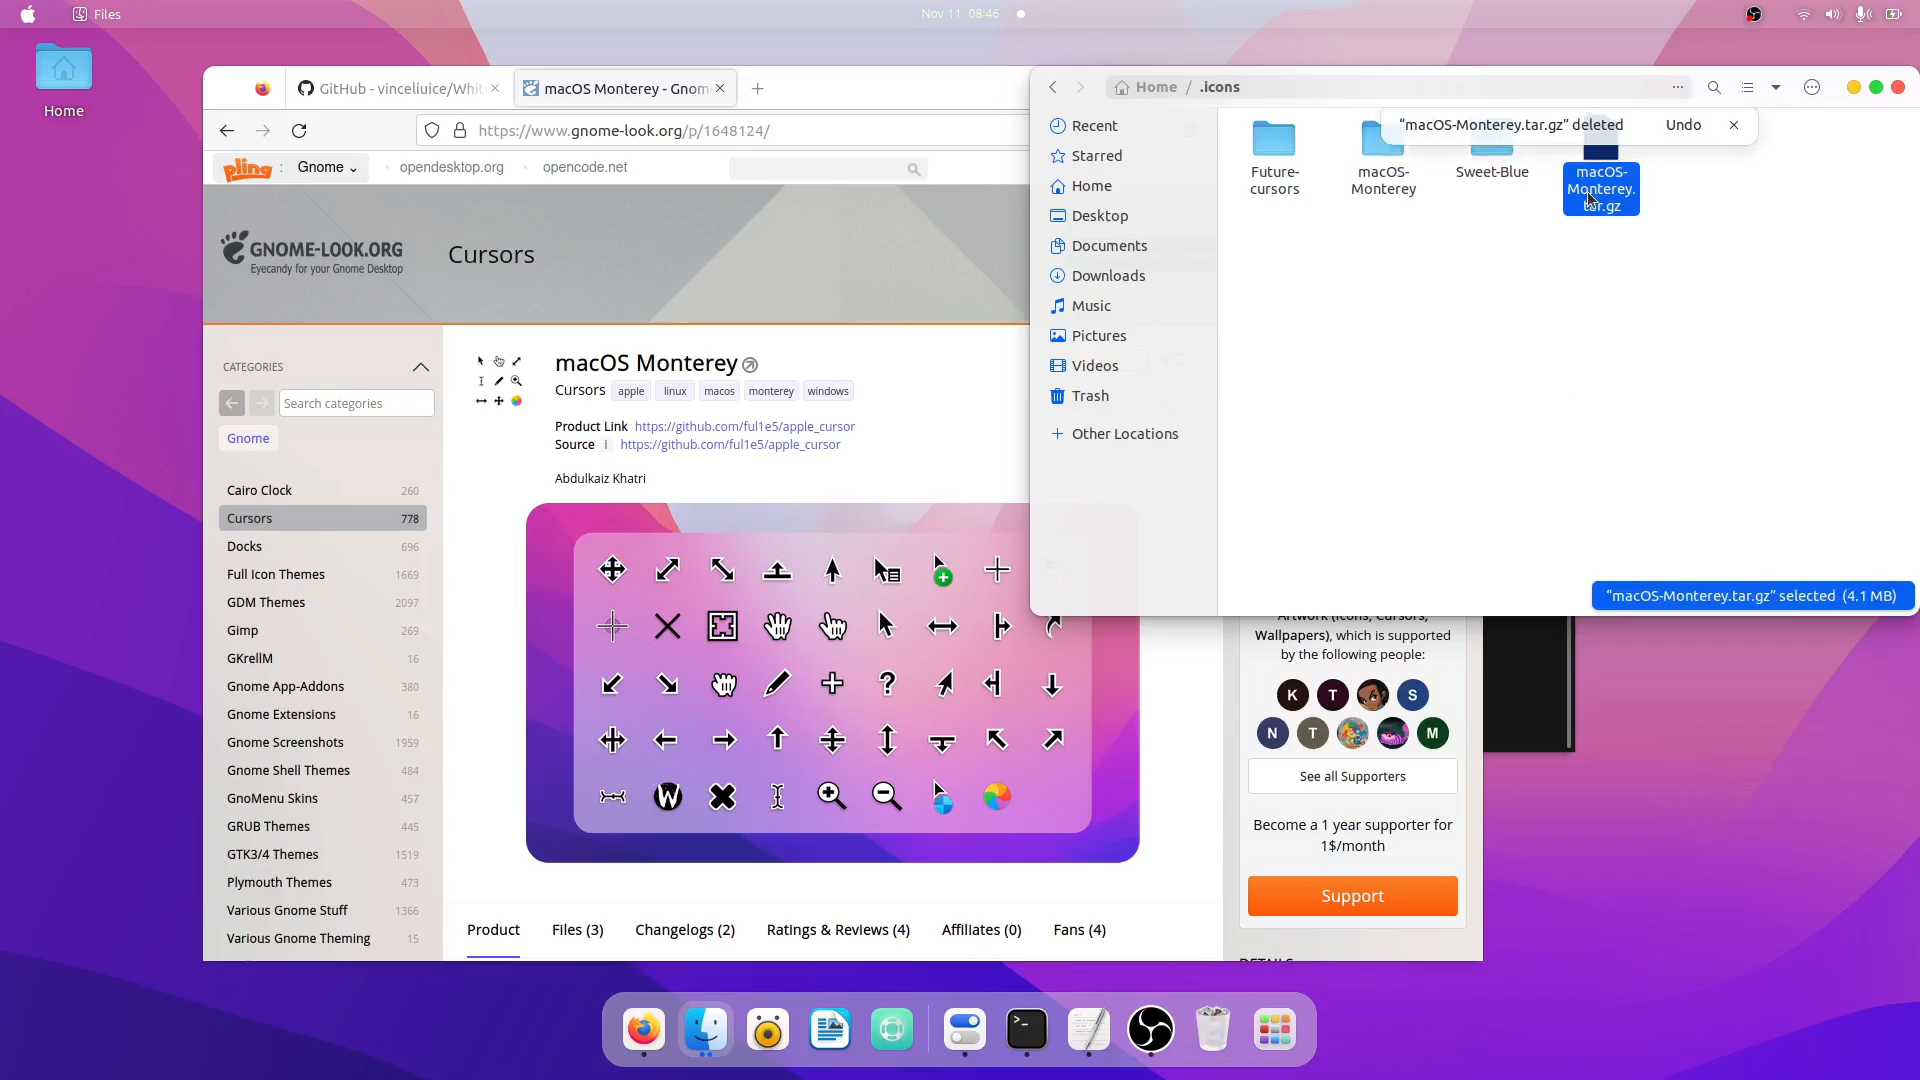 Files
Nov 11 08:46
Home
GitHub - vinceliuice/Whit
macOS Monterey - Gnom
https://www.gnome-look.org/p/1648124/
pling
:
Gnome
opendesktop.org
opencode.net
GNOME-LOOK.ORG
Eyecandy for your Gnome Desktop
Cursors
CATEGORIES
Search categories
Gnome
Cairo Clock 260
Cursors 778
Docks 696
Full Icon Themes 1669
GDM Themes 2097
Gimp 269
GKrellM 16
Gnome App-Addons 380
Gnome Extensions 16
Gnome Screenshots 1959
Gnome Shell Themes 484
GnoMenu Skins 457
GRUB Themes 445
GTK3/4 Themes 1519
Plymouth Themes 473
Various Gnome Stuff 1366
Various Gnome Theming 15
macOS Monterey
Cursors apple linux macos monterey windows
Product Link https://github.com/ful1e5/apple_cursor
Source i https://github.com/ful1e5/apple_cursor
Abdulkaiz Khatri
W
Product Files (3) Changelogs (2) Ratings & Reviews (4) Affiliates (0) Fans (4)
Home / .icons
Recent
Starred
Home
Desktop
Documents
Downloads
Music
Pictures
Videos
Trash
Other Locations
“macOS-Monterey.tar.gz” deleted Undo
Future-
cursors
macOS-
Monterey
Sweet-Blue
macOS-
Monterey.
tar.gz
“macOS-Monterey.tar.gz” selected (4.1 MB)
Artwork (Icons, Cursors,
Wallpapers), which is supported
by the following people:
K T S
N T M
See all Supporters
Become a 1 year supporter for
1$/month
Support
DETAILS